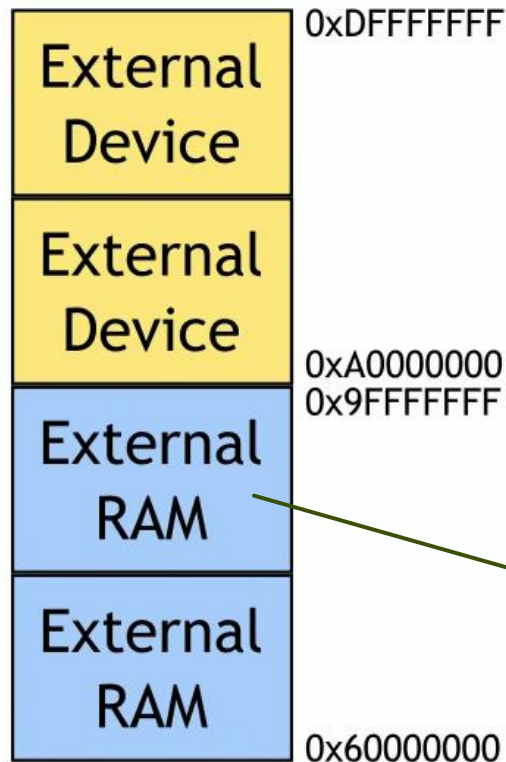 0xDFFFFFFF
External
Device
External
Device
0xA0000000
0x9FFFFFFF
External
RAM
External
RAM
0x60000000